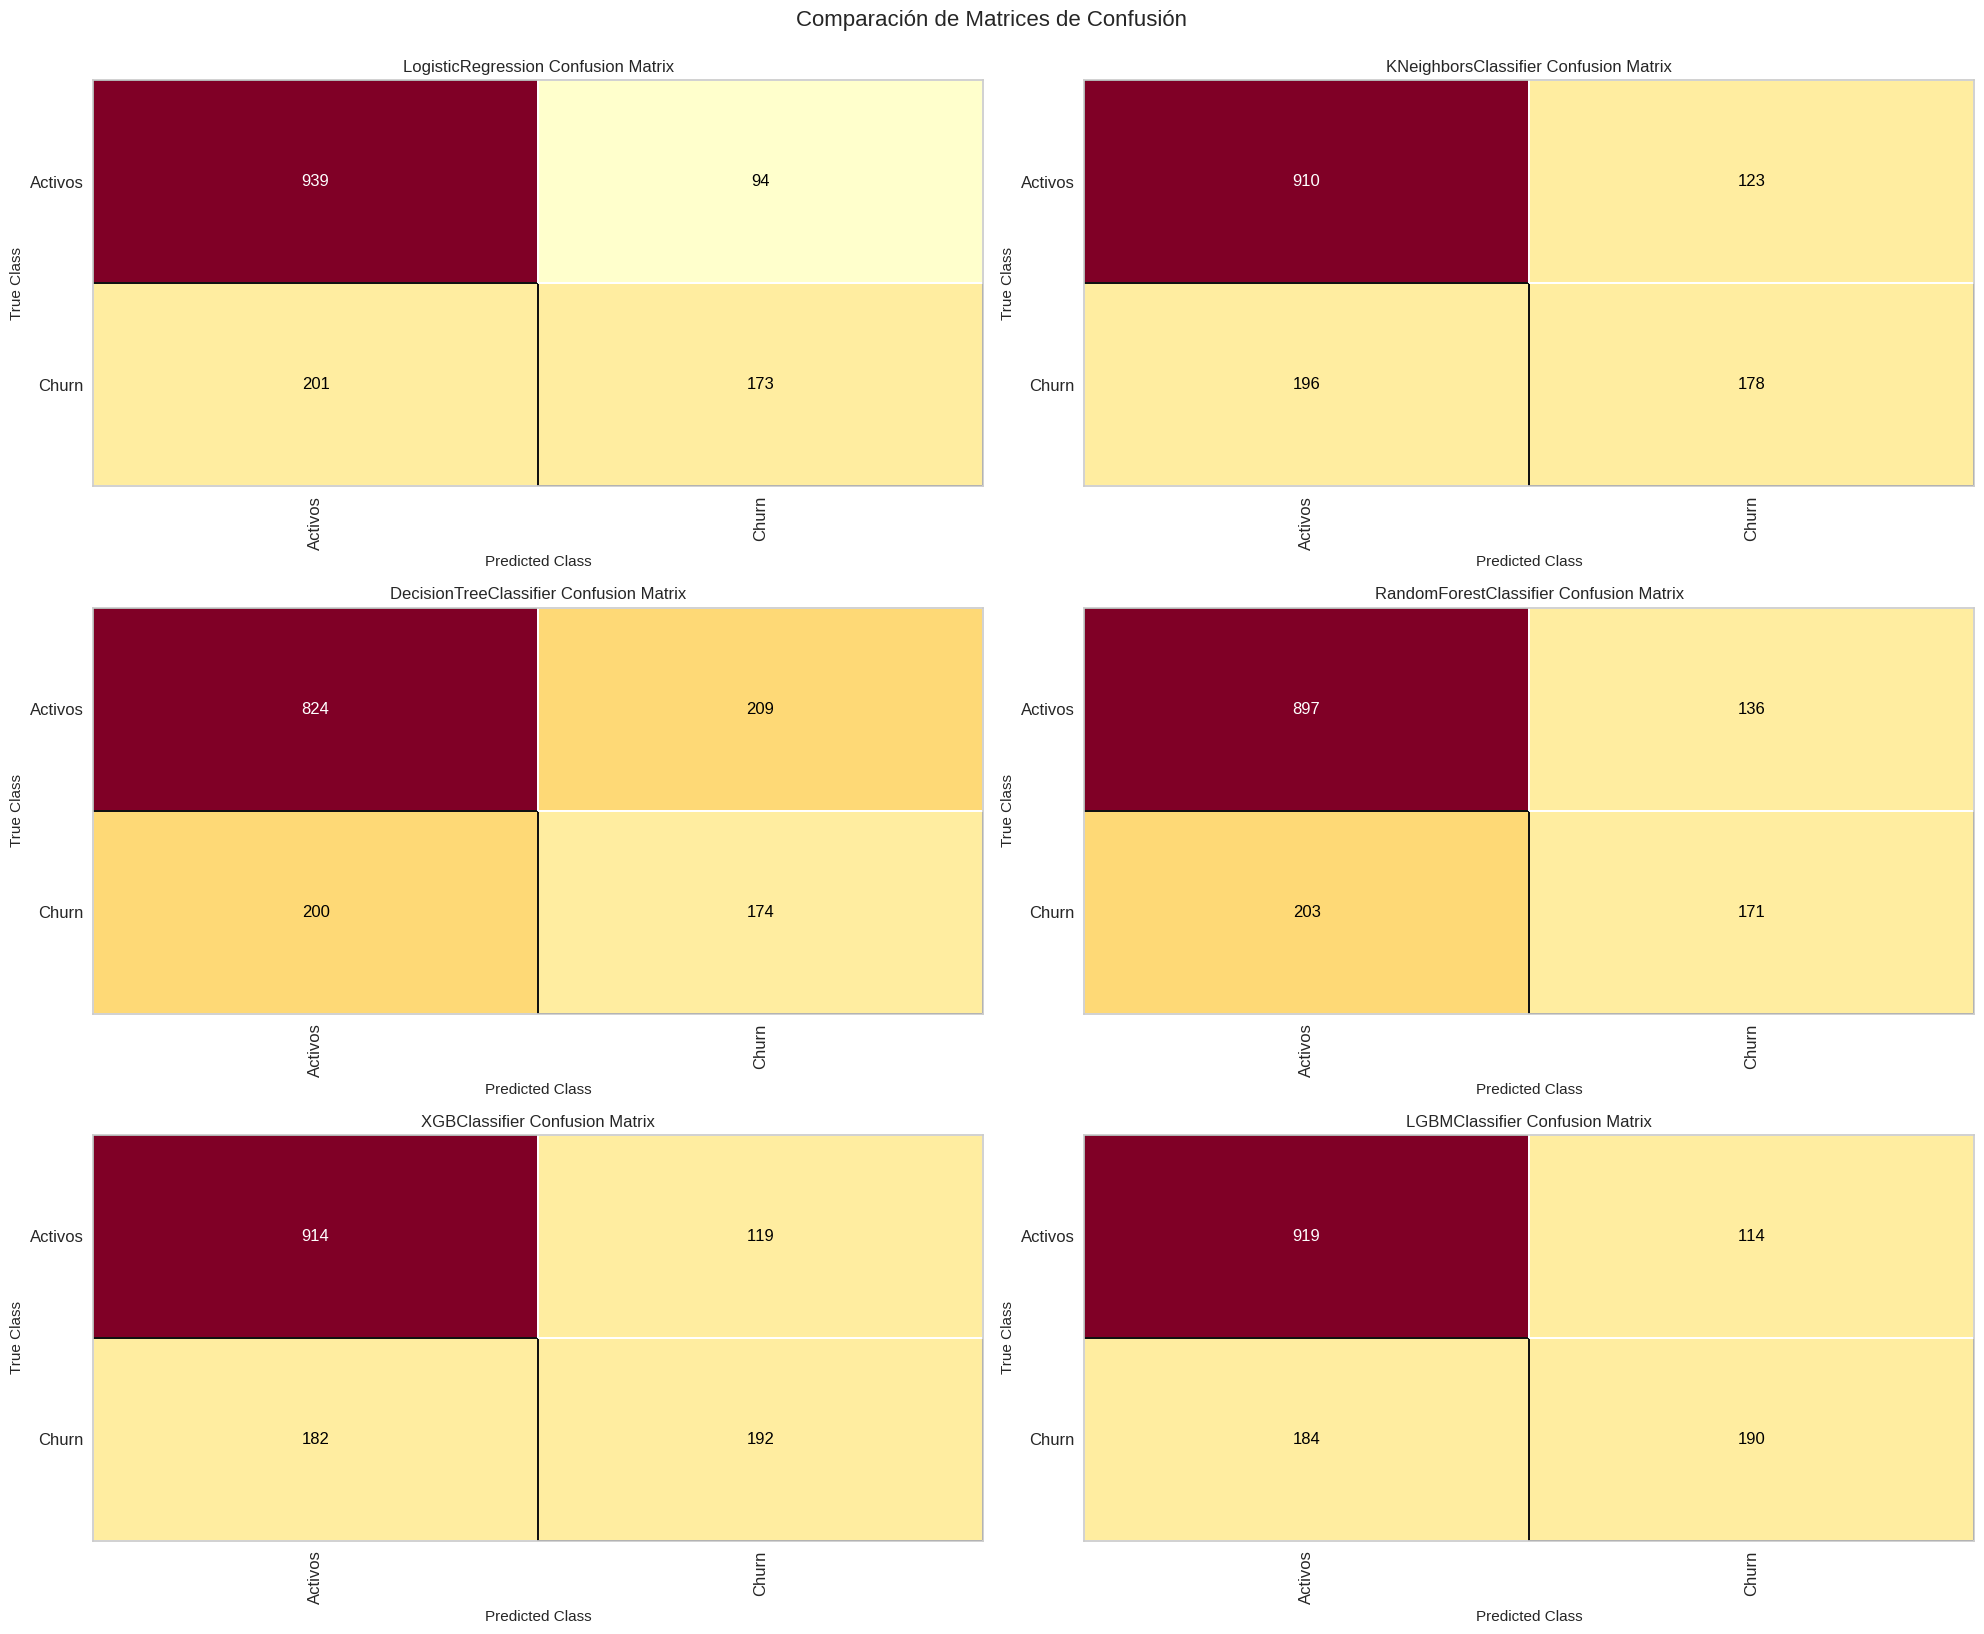 Comparación de Matrices de Confusión
LogisticRegression Confusion Matrix
True Class
Activos
939
94
Churn
201
173
Activos
Churn
Predicted Class
KNeighborsClassifier Confusion Matrix
True Class
Activos
910
123
Churn
196
178
Activos
Churn
Predicted Class
DecisionTreeClassifier Confusion Matrix
True Class
Activos
824
209
Churn
200
174
Activos
Churn
Predicted Class
RandomForestClassifier Confusion Matrix
True Class
Activos
897
136
Churn
203
171
Activos
Churn
Predicted Class
XGBClassifier Confusion Matrix
True Class
Activos
914
119
Churn
182
192
Activos
Churn
Predicted Class
LGBMClassifier Confusion Matrix
True Class
Activos
919
114
Churn
184
190
Activos
Churn
Predicted Class